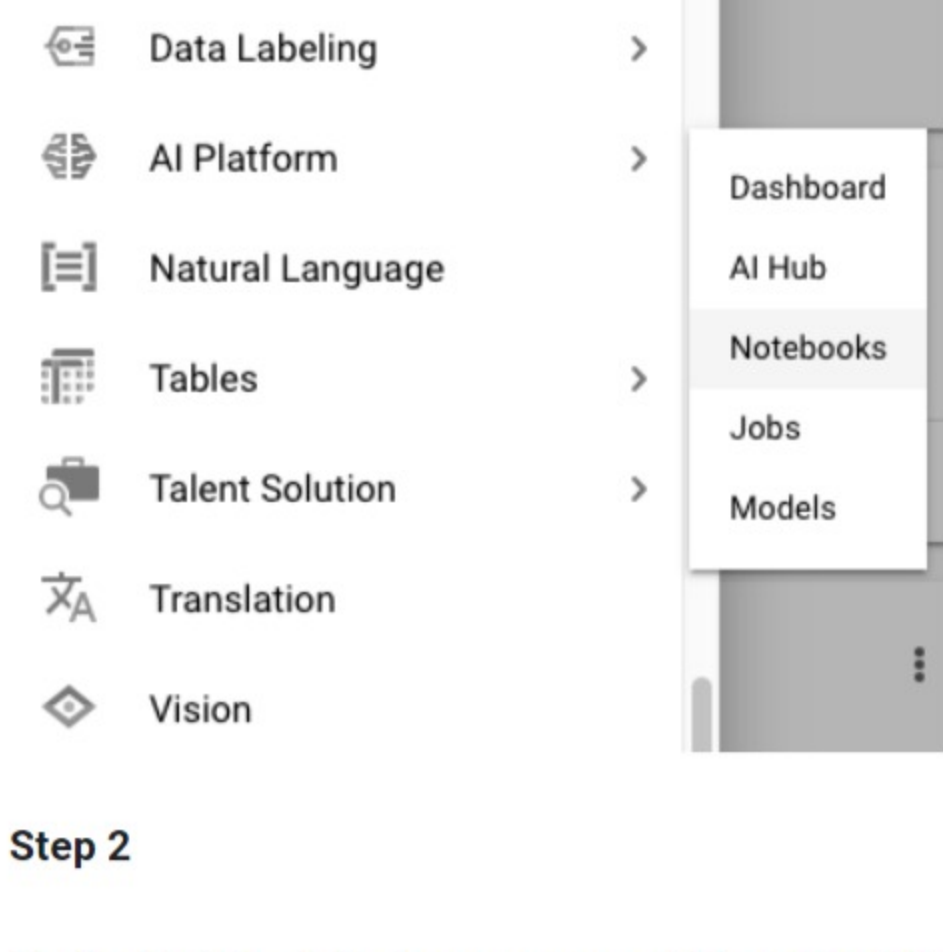 Data Labeling
AI Platform
Natural Language
Tables
Talent Solution
Translation
Vision
Dashboard
AI Hub
Notebooks
Jobs
Models
Step 2